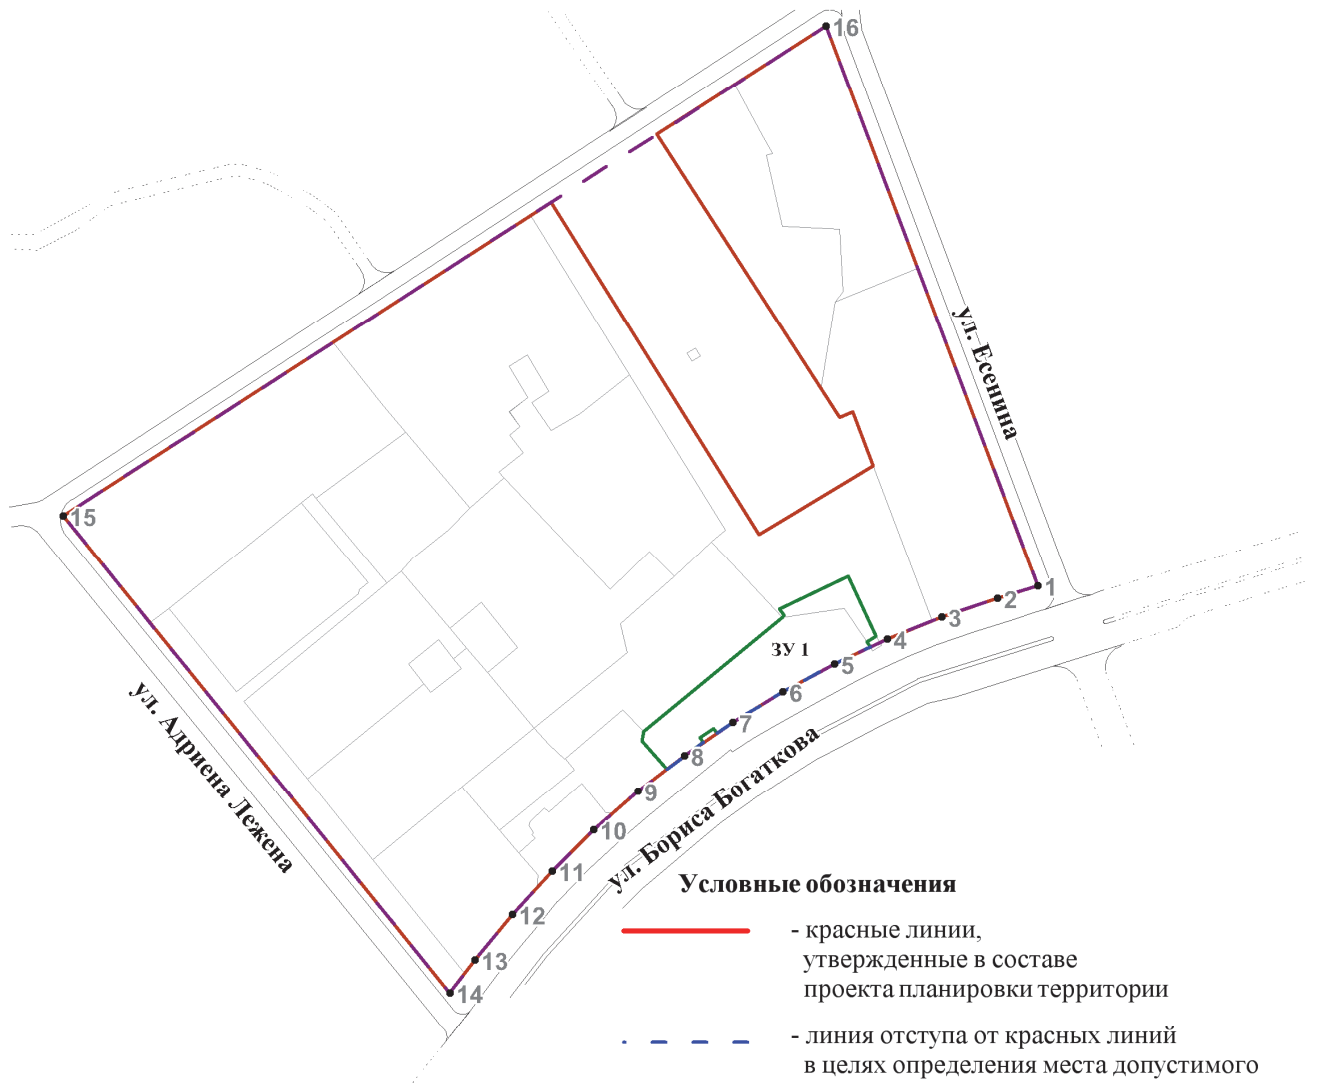 16
ул. Есенина
15
1
2
3
4
ЗУ 1
5
6
7
8
9
10
11
12
13
14
ул. Адриена Лежена
ул. Бориса Богаткова
Условные обозначения
- красные линии,
утвержденные в составе
проекта планировки территории
- линия отступа от красных линий
в целях определения места допустимого